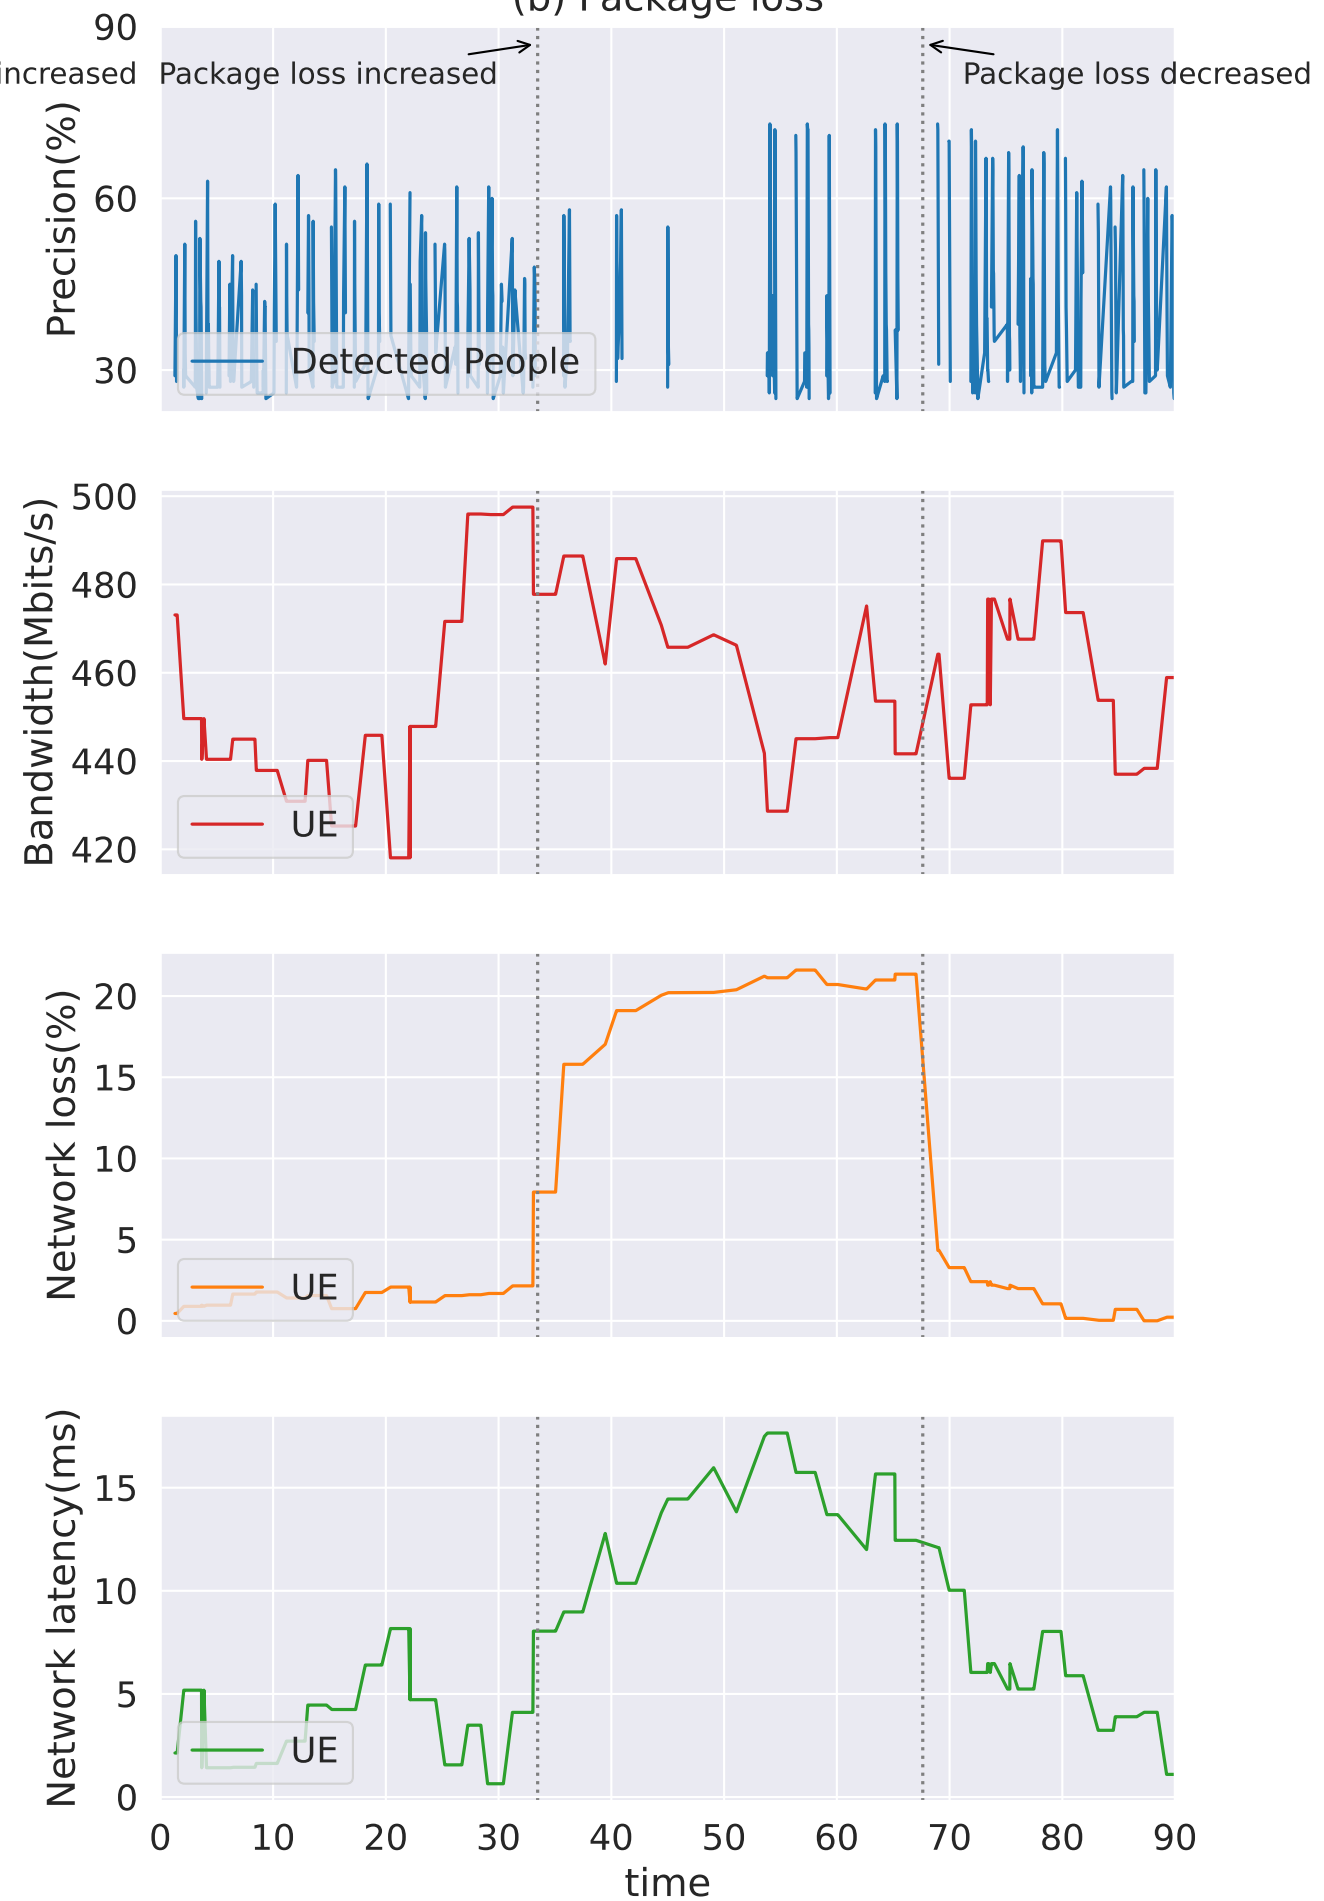 (b) Package loss
increased
Package loss increased
Package loss decreased
Precision(%)
90
60
30
Detected People
Bandwidth(Mbits/s)
500
480
460
440
420
UE
Network loss(%)
20
15
10
5
0
UE
Network latency(ms)
15
10
5
0
UE
0 10 20 30 40 50 60 70 80 90
time